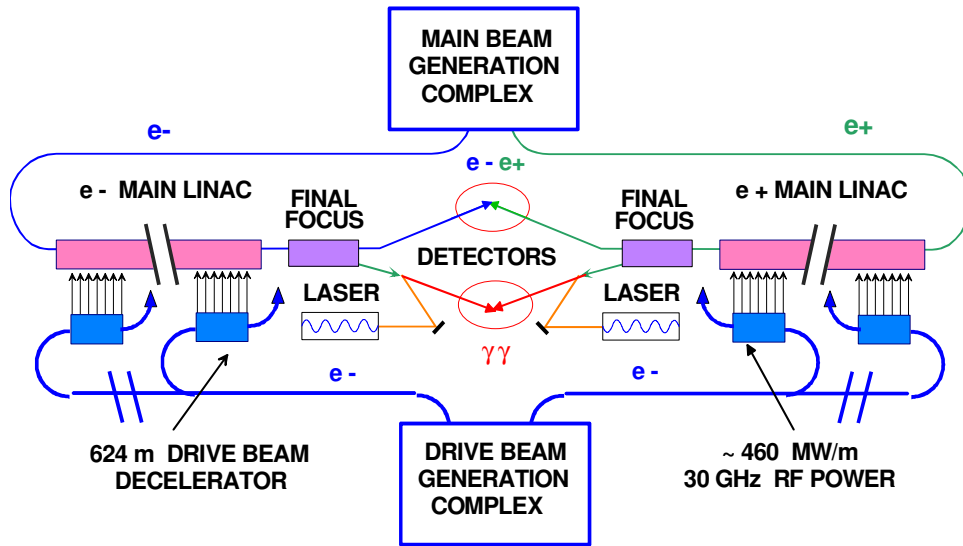 MAIN BEAM
GENERATION
COMPLEX
e-
e+
e - e+
e - MAIN LINAC
e + MAIN LINAC
FINAL
FOCUS
FINAL
FOCUS
DETECTORS
LASER
LASER
γ γ
e -
e -
624 m DRIVE BEAM
DECELERATOR
DRIVE BEAM
GENERATION
COMPLEX
~ 460 MW/m
30 GHz RF POWER